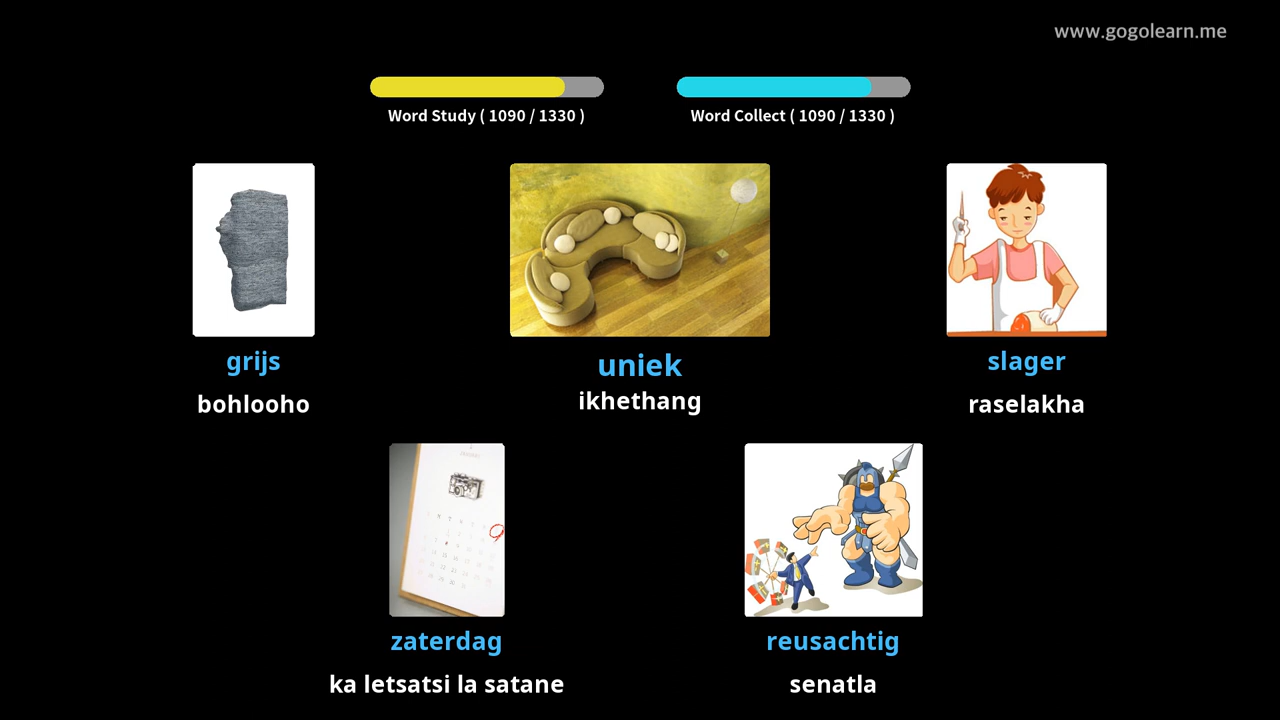 www.gogolearn.me
Word Study ( 1090 / 1330 )
Word Collect ( 1090 / 1330 )
grijs
bohlooho
uniek
ikhethang
slager
raselakha
zaterdag
ka letsatsi la satane
reusachtig
senatla